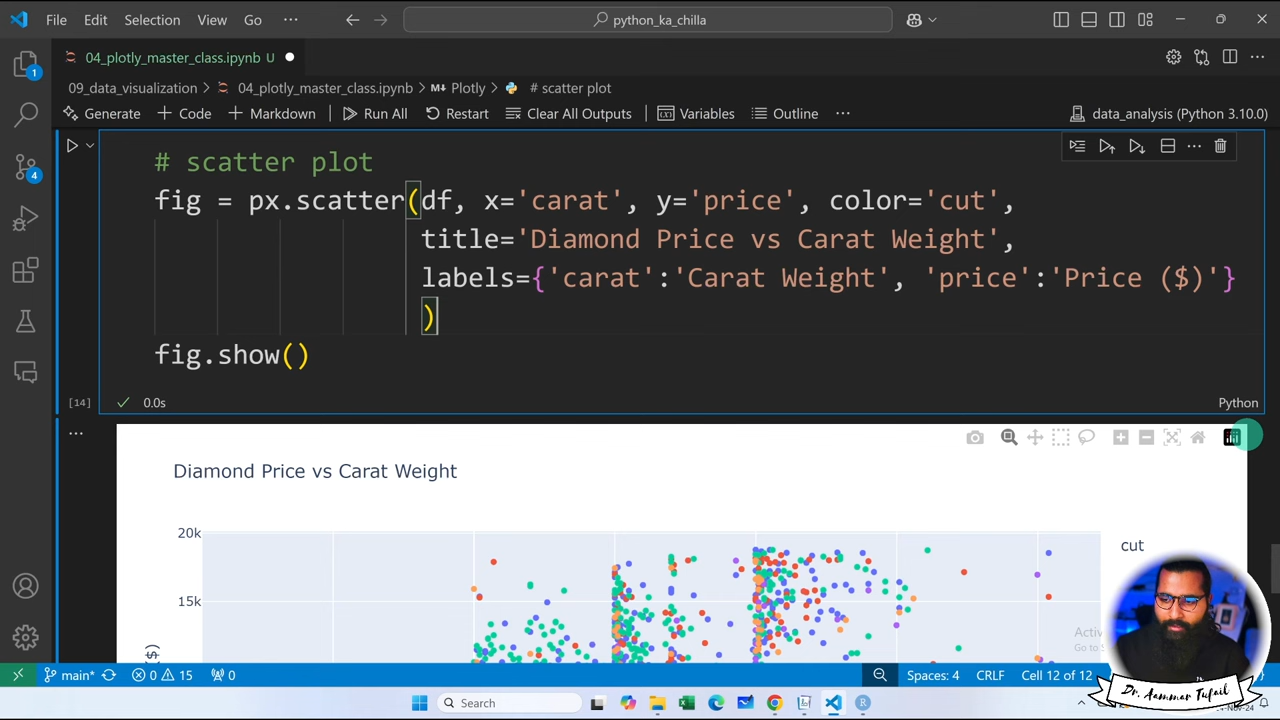 File Edit Selection View Go ··· python_ka_chilla
04_plotly_master_class.ipynb U
09_data_visualization > 04_plotly_master_class.ipynb > M↓ Plotly > # scatter plot
Generate + Code + Markdown Run All Restart Clear All Outputs Variables Outline ··· data_analysis (Python 3.10.0)
# scatter plot
fig = px.scatter(df, x='carat', y='price', color='cut',
title='Diamond Price vs Carat Weight',
labels={'carat':'Carat Weight', 'price':'Price ($)'}
)
fig.show()
[14] 0.0s Python
Diamond Price vs Carat Weight
20k
cut
15k
($)
main* 0 15 0 Spaces: 4 CRLF Cell 12 of 12
Search
Dr. Aammar Tufail
1
4